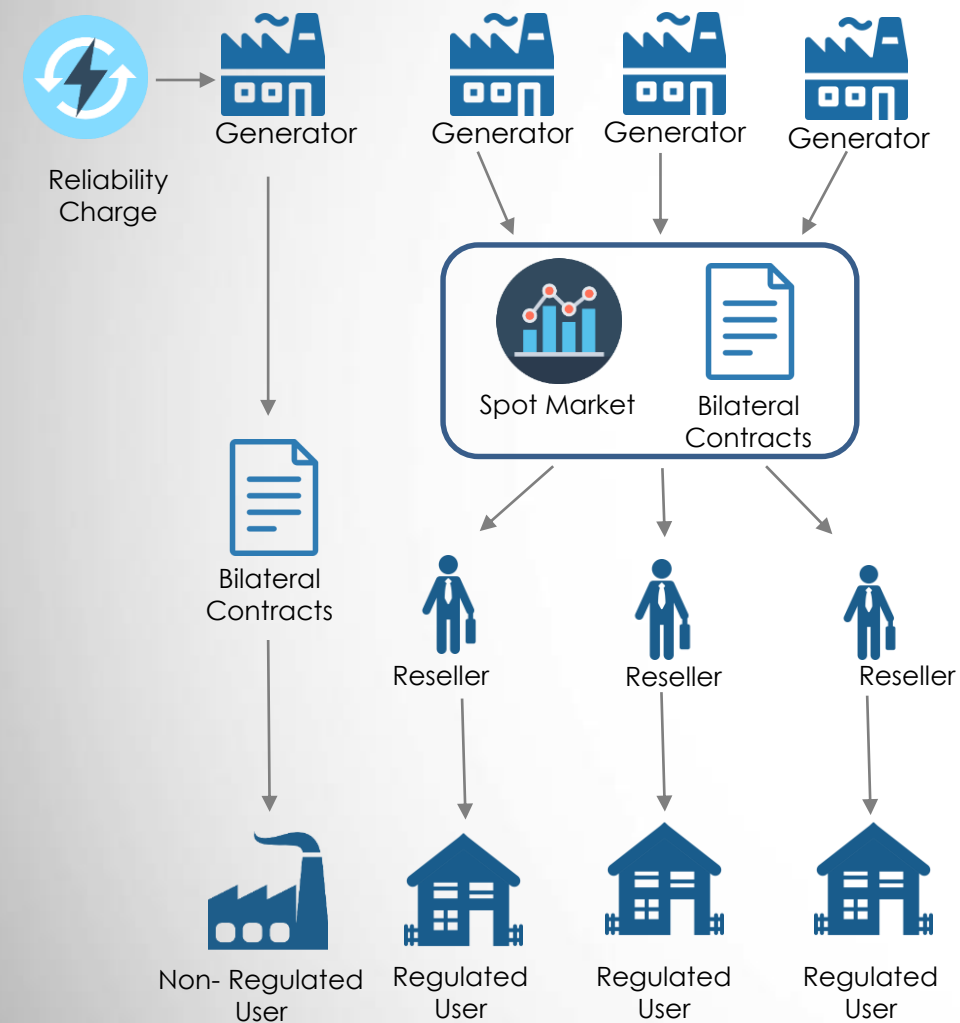 Generator
Generator
Generator
Generator
Reliability
Charge
Spot Market
Bilateral
Contracts
Bilateral
Contracts
Reseller
Reseller
Reseller
Non- Regulated
User
Regulated
User
Regulated
User
Regulated
User